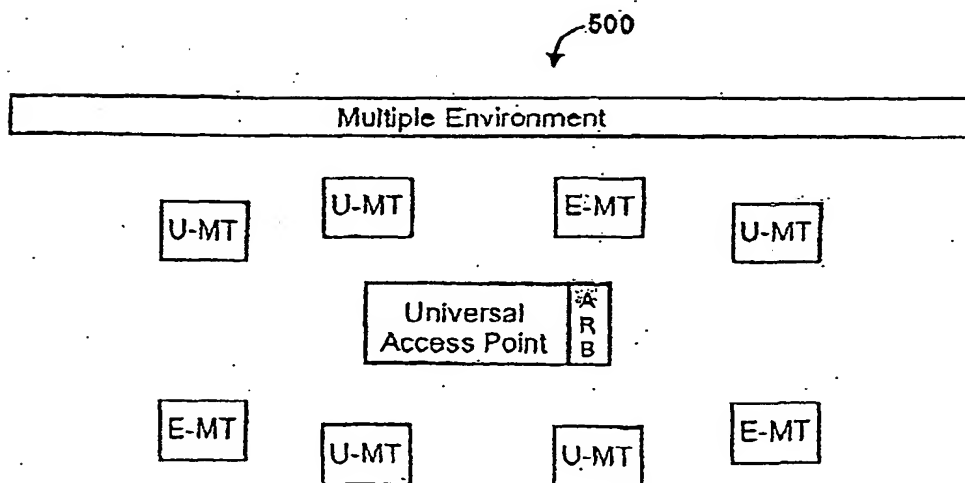 500
Multiple Environment
U-MT
U-MT
E-MT
U-MT
Universal
Access Point
A
R
B
E-MT
U-MT
U-MT
E-MT